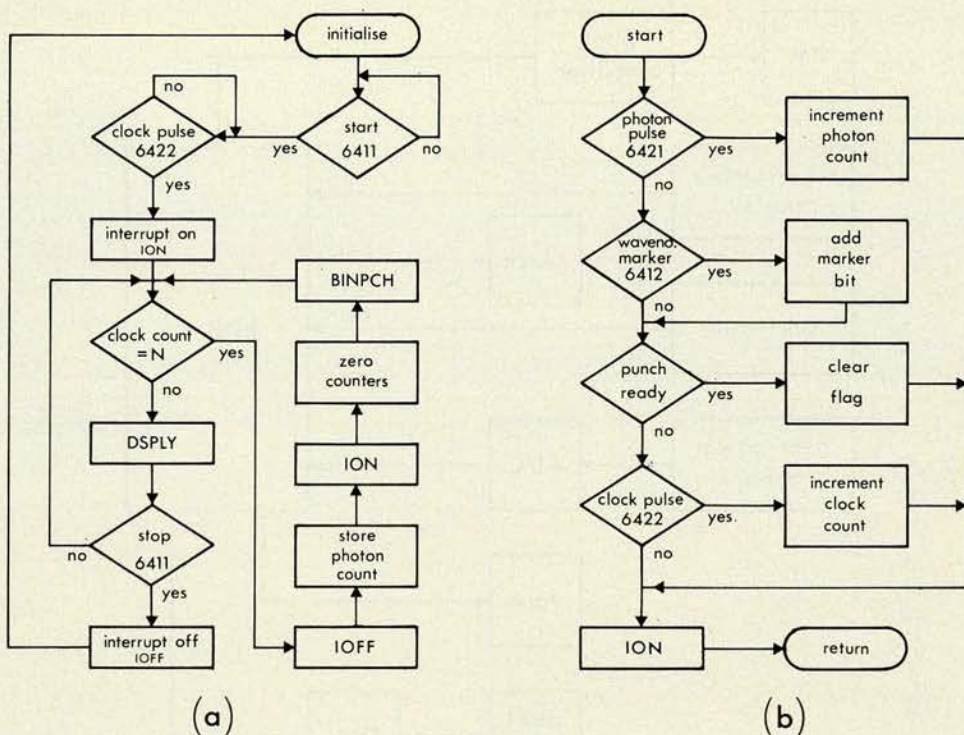 initialise
no
clock pulse
6422
yes
start
6411
no
yes
interrupt on
ION
BINPCH
clock count
= N
yes
no
zero
counters
DSPLY
ION
stop
6411
no
yes
store
photon
count
interrupt off
IOFF
IOFF
(a)
start
photon
pulse
6421
yes
no
increment
photon
count
wavend.
marker
6412
yes
no
add
marker
bit
punch
ready
yes
no
clear
flag
clock pulse
6422
yes.
no
increment
clock
count
ION
return
(b)